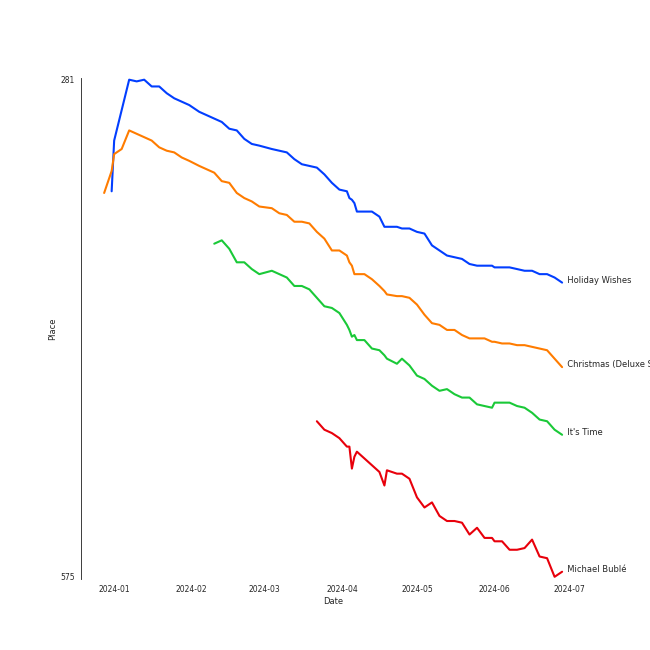 281
Holiday Wishes
Place
Christmas (Deluxe S
It's Time
Michael Bublé
575
2024-01 2024-02 2024-03 2024-04 2024-05 2024-06 2024-07
Date